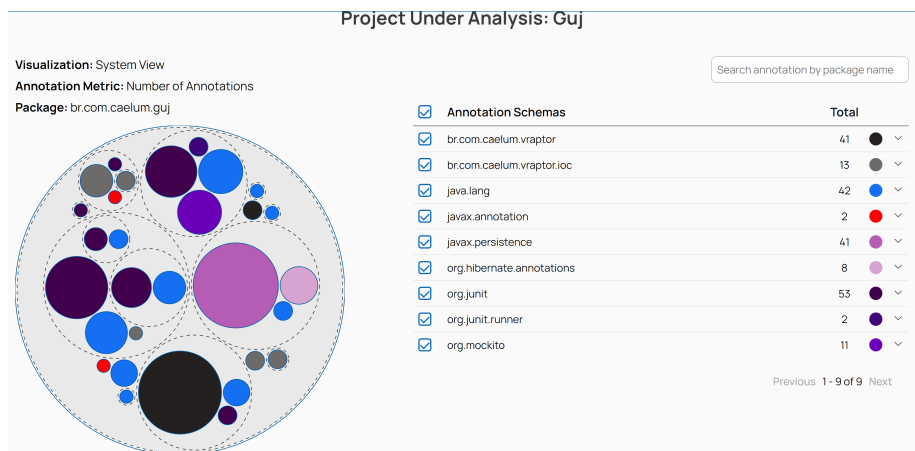 Project Under Analysis: Guj
Visualization: System View
Annotation Metric: Number of Annotations
Package: br.com.caelum.guj
Search annotation by package name
Annotation Schemas Total
br.com.caelum.vraptor 41
br.com.caelum.vraptor.ioc 13
java.lang 42
javax.annotation 2
javax.persistence 41
org.hibernate.annotations 8
org.junit 53
org.junit.runner 2
org.mockito 11
Previous 1 - 9 of 9 Next